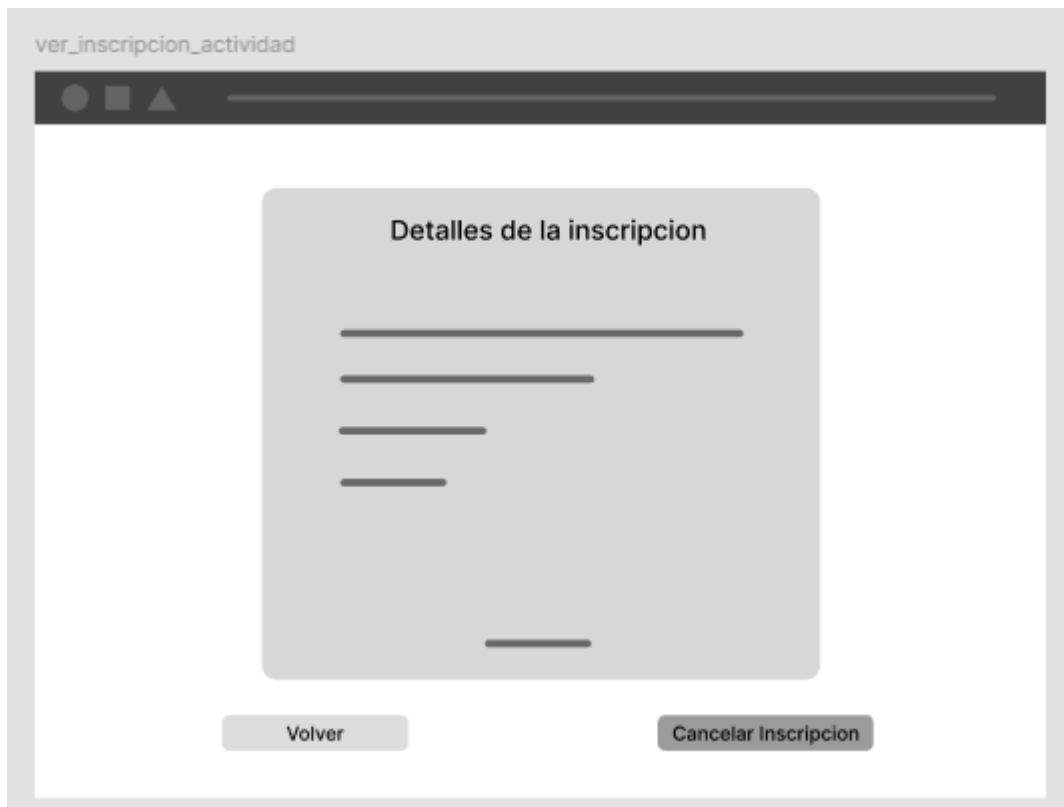 ver_inscripcion_actividad
Detalles de la inscripcion
Volver
Cancelar Inscripcion